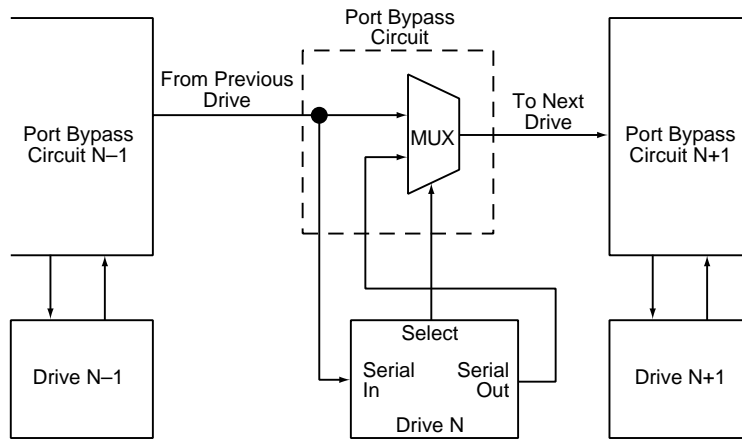 Port Bypass
Circuit
From Previous
Drive
To Next
Drive
Port Bypass
Circuit N–1
MUX
Port Bypass
Circuit N+1
Select
Drive N–1
Serial
In
Serial
Out
Drive N
Drive N+1